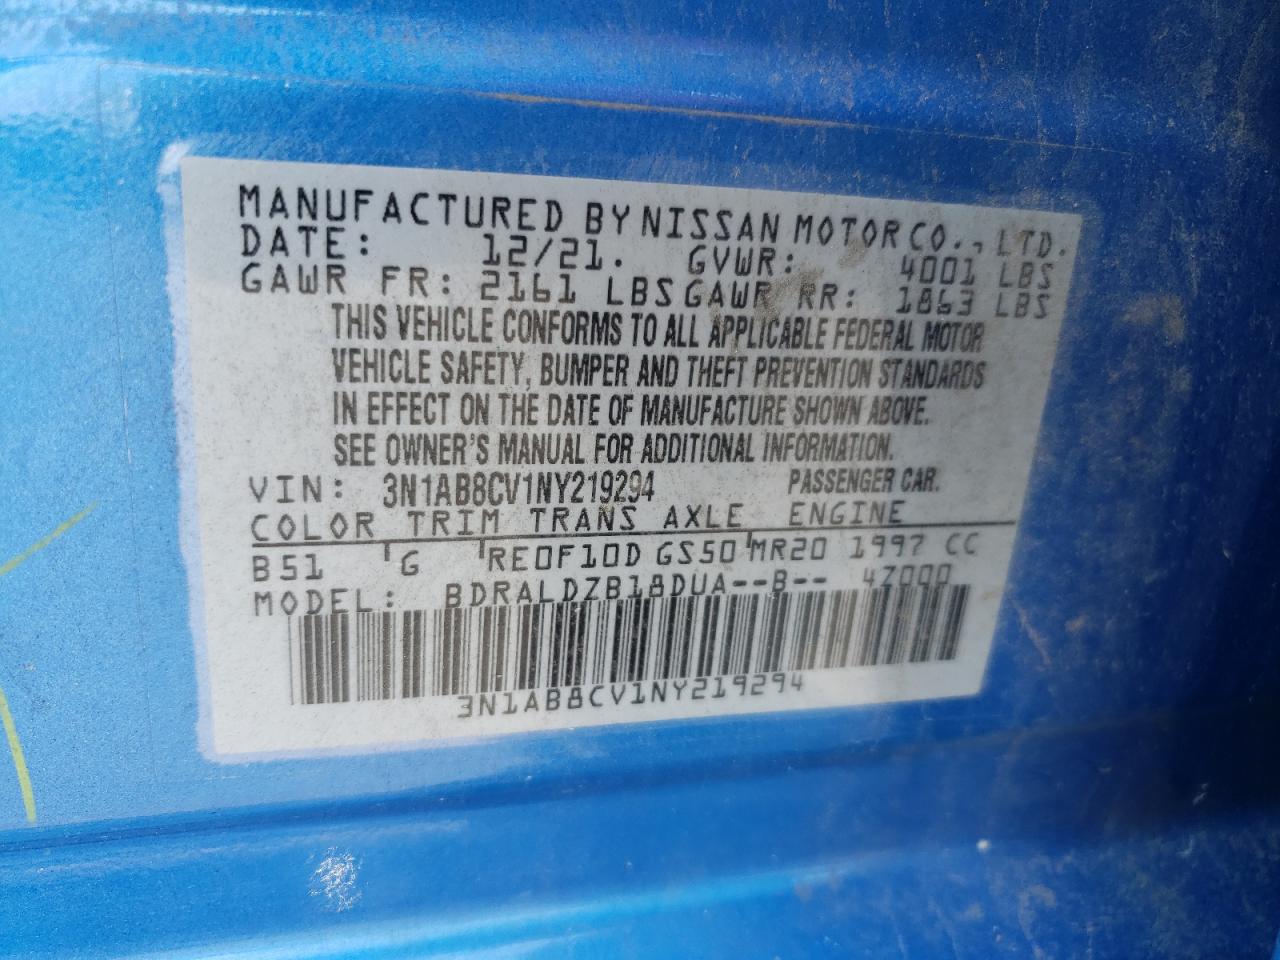 MANUFACTURED BY NISSAN MOTOR CO., LTD.
DATE: 12/21. GVWR: 4001 LBS
GAWR FR: 2161 LBS GAWR RR: 1863 LBS
THIS VEHICLE CONFORMS TO ALL APPLICABLE FEDERAL MOTOR
VEHICLE SAFETY, BUMPER AND THEFT PREVENTION STANDARDS
IN EFFECT ON THE DATE OF MANUFACTURE SHOWN ABOVE.
SEE OWNER'S MANUAL FOR ADDITIONAL INFORMATION.
VIN: 3N1AB8CV1NY219294 PASSENGER CAR.
COLOR TRIM TRANS AXLE ENGINE
B51 G RE0F10D GS50 MR20 1997 CC
MODEL: BDRALDZB18DUA--B-- 4Z000
3N1AB8CV1NY219294